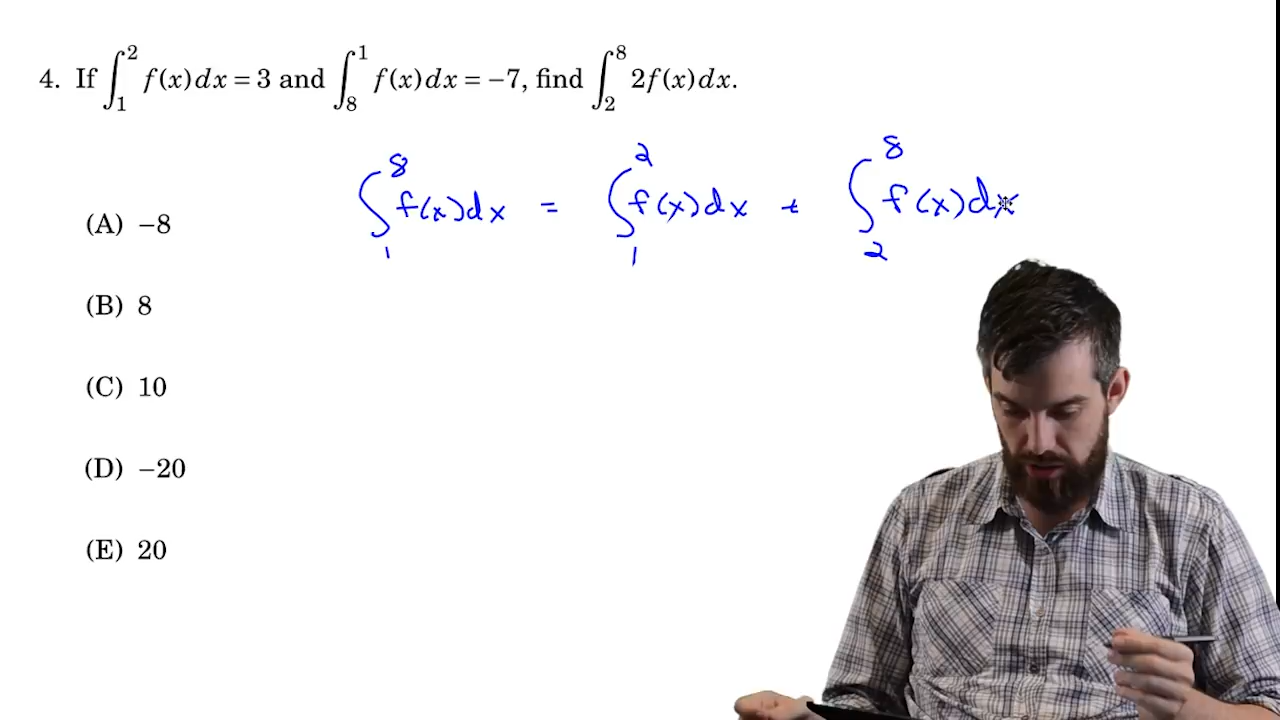 4. If ∫₁² f(x)dx = 3 and ∫₈¹ f(x)dx = −7, find ∫₂⁸ 2f(x)dx.
∫₁⁸ f(x)dx = ∫₁² f(x)dx + ∫₂⁸ f(x)dx
(A) −8
(B) 8
(C) 10
(D) −20
(E) 20